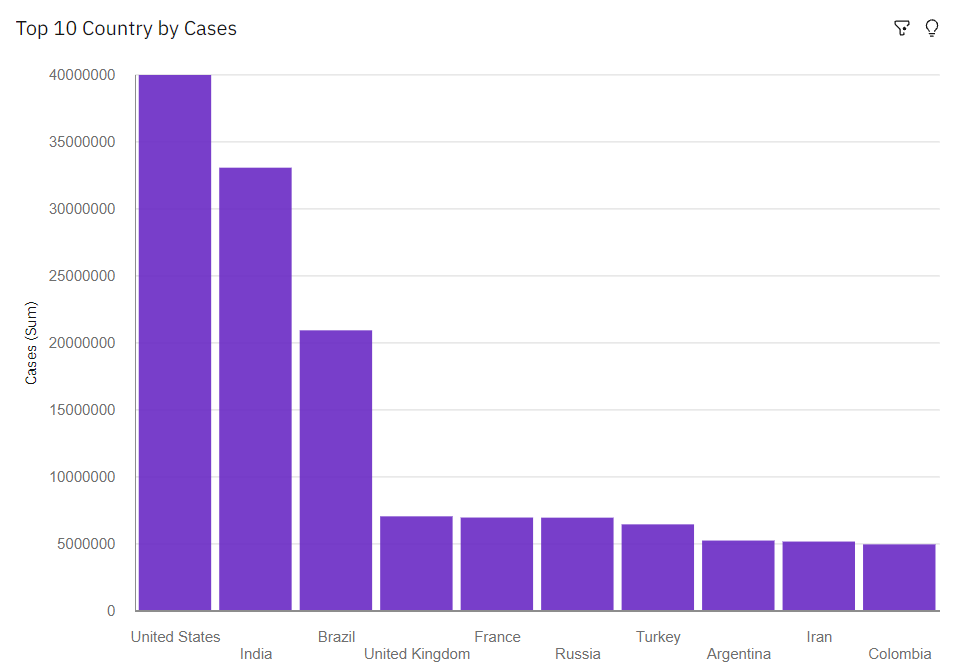 Top 10 Country by Cases
Cases (Sum)
40000000
35000000
30000000
25000000
20000000
15000000
10000000
5000000
0
United States
India
Brazil
United Kingdom
France
Russia
Turkey
Argentina
Iran
Colombia